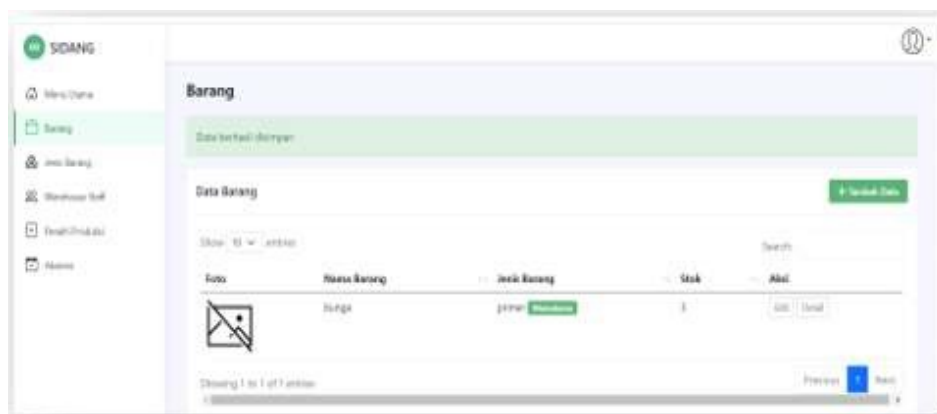 SIDANG
Menu Utama
Barang
Barang
Data berhasil disimpan
Jenis Barang
Warehouse Staff
Data Barang
+ Tambah Data
Show 10 entries
Search:
Foto Nama Barang Jenis Barang Stok Aksi
bunga primer Edit Detail
Showing 1 to 1 of 1 entries
Previous 1 Next